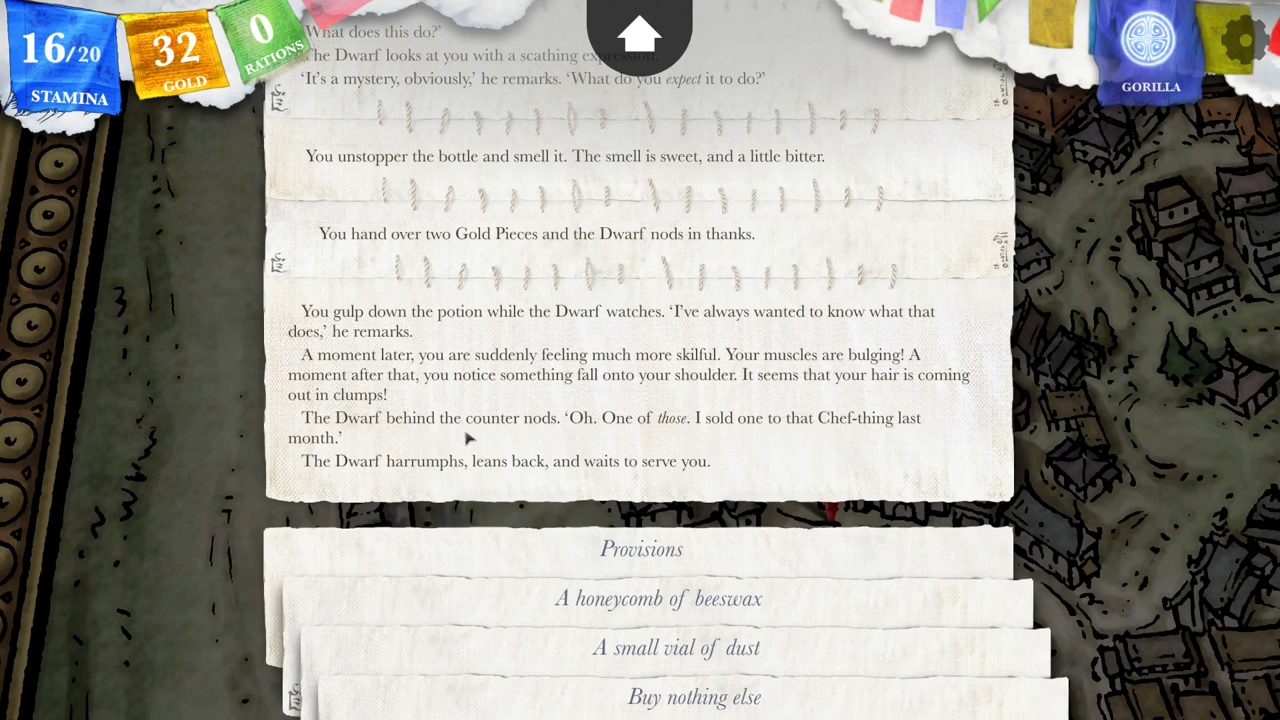 16/20
STAMINA
32
GOLD
0
RATIONS
GORILLA
‘What does this do?’
The Dwarf looks at you with a scathing expression.
‘It’s a mystery, obviously,’ he remarks. ‘What do you expect it to do?’
You unstopper the bottle and smell it. The smell is sweet, and a little bitter.
You hand over two Gold Pieces and the Dwarf nods in thanks.
You gulp down the potion while the Dwarf watches. ‘I’ve always wanted to know what that
does,’ he remarks.
A moment later, you are suddenly feeling much more skilful. Your muscles are bulging! A
moment after that, you notice something fall onto your shoulder. It seems that your hair is coming
out in clumps!
The Dwarf behind the counter nods. ‘Oh. One of those. I sold one to that Chef-thing last
month.’
The Dwarf harrumphs, leans back, and waits to serve you.
Provisions
A honeycomb of beeswax
A small vial of dust
Buy nothing else